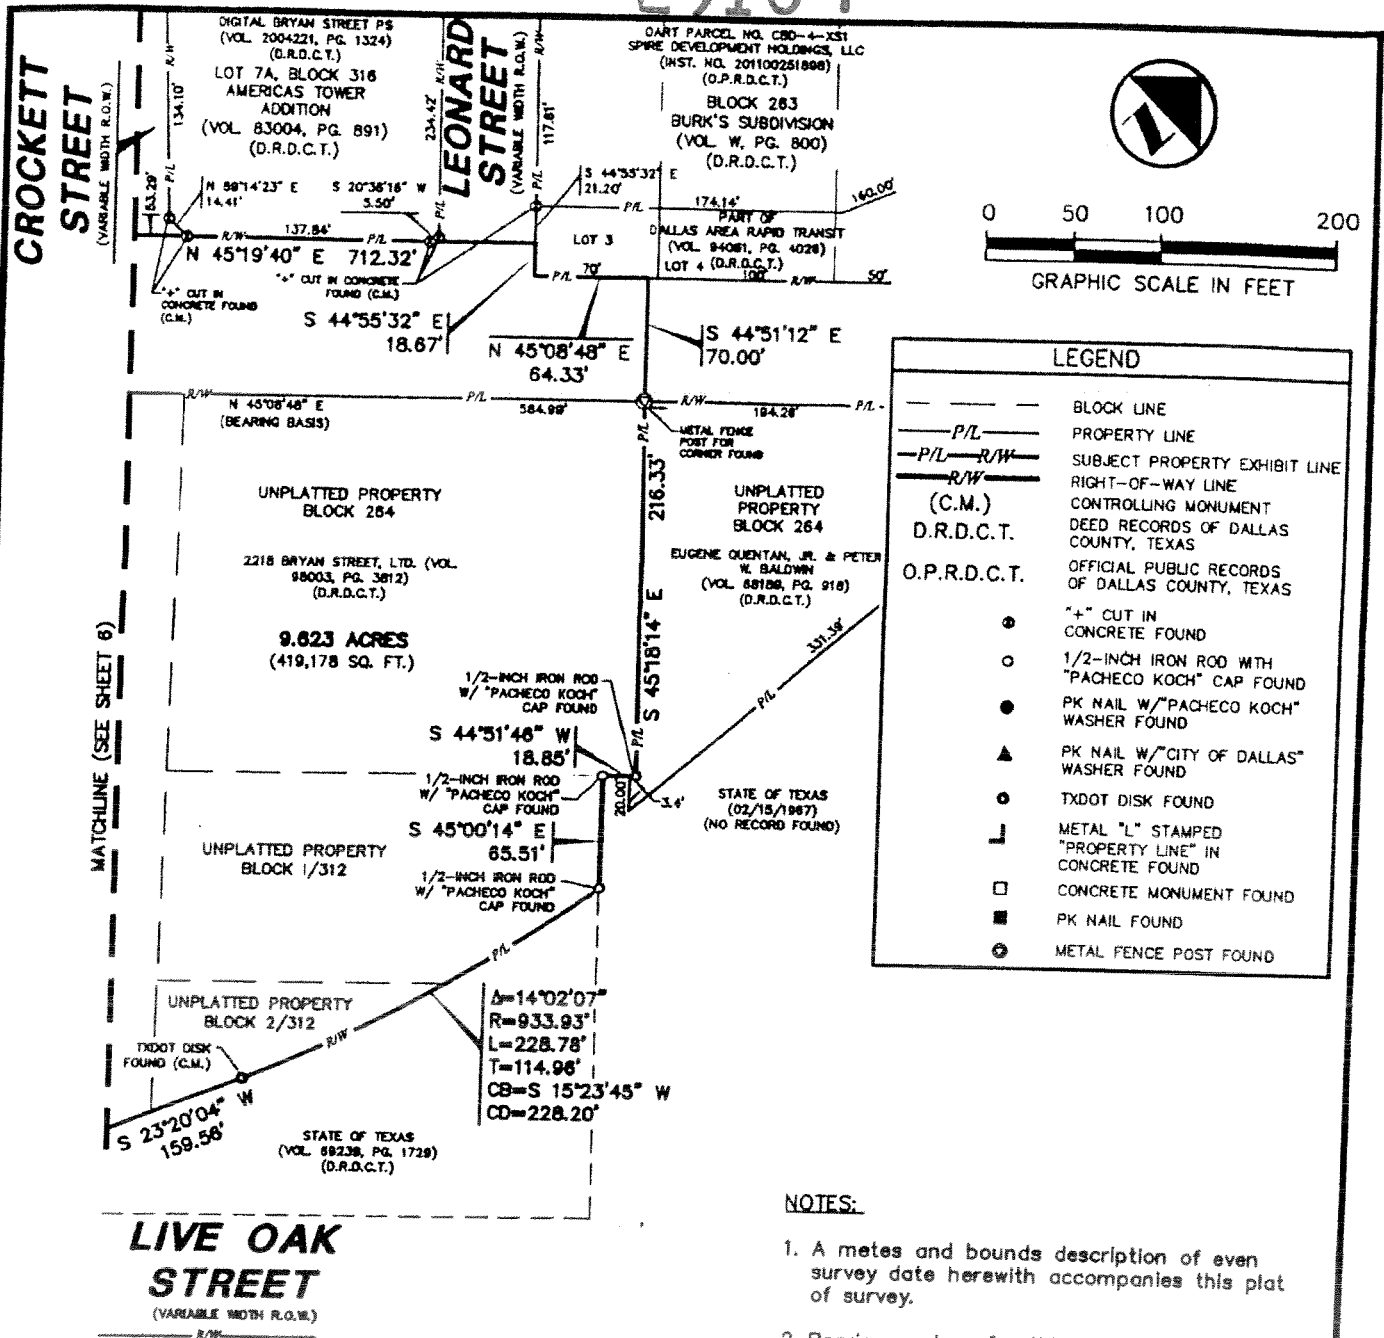 CROCKETT
STREET
(VARIABLE WIDTH R.O.W.)
DIGITAL BRYAN STREET PS
(VOL. 2004221, PG. 1324)
(D.R.D.C.T.)
LOT 7A, BLOCK 316
AMERICAS TOWER
ADDITION
(VOL. 83004, PG. 891)
(D.R.D.C.T.)
R/W
134.10'
P/L
53.29'
R/W
234.42'
P/L
LEONARD
STREET
(VARIABLE WIDTH R.O.W.)
R/W
117.61'
P/L
DART PARCEL NO. CBD-4-XS1
SPIRE DEVELOPMENT HOLDINGS, LLC
(INST. NO. 201100251898)
(O.P.R.D.C.T.)
BLOCK 263
BURK'S SUBDIVISION
(VOL. W, PG. 800)
(D.R.D.C.T.)
N 89°14'23" E
14.41'
S 20°36'16" W
5.50'
S 44°55'32" E
21.20'
P/L
174.14'
160.00'
R/W
137.84'
P/L
N 45°19'40" E 712.32'
LOT 3
PART OF
DALLAS AREA RAPID TRANSIT
(VOL. 94061, PG. 4026)
LOT 4 (D.R.D.C.T.)
P/L
70'
100'
R/W
50'
"+" CUT IN
CONCRETE FOUND
(C.M.)
"+" CUT IN CONCRETE
FOUND (C.M.)
S 44°55'32" E
18.67'
N 45°08'48" E
64.33'
S 44°51'12" E
70.00'
0 50 100 200
GRAPHIC SCALE IN FEET
R/W
N 45°08'48" E
(BEARING BASIS)
P/L
584.99'
R/W
194.26'
P/L
METAL FENCE
POST FOR
CORNER FOUND
P/L
S 45°18'14" E 216.33'
P/L
UNPLATTED PROPERTY
BLOCK 264
2218 BRYAN STREET, LTD. (VOL.
98003, PG. 3612)
(D.R.D.C.T.)
9.623 ACRES
(419,178 SQ. FT.)
UNPLATTED
PROPERTY
BLOCK 264
EUGENE QUENTAN, JR. & PETER
W. BALDWIN
(VOL. 68189, PG. 918)
(D.R.D.C.T.)
331.39'
P/L
MATCHLINE (SEE SHEET 6)
1/2-INCH IRON ROD
W/ "PACHECO KOCH"
CAP FOUND
S 44°51'46" W
18.85'
1/2-INCH IRON ROD
W/ "PACHECO KOCH"
CAP FOUND
20.00'
3.4'
STATE OF TEXAS
(02/15/1967)
(NO RECORD FOUND)
S 45°00'14" E
65.51'
UNPLATTED PROPERTY
BLOCK 1/312
1/2-INCH IRON ROD
W/ "PACHECO KOCH"
CAP FOUND
P/L
UNPLATTED PROPERTY
BLOCK 2/312
R/W
Δ=14°02'07"
R=933.93'
L=228.78'
T=114.96'
CB=S 15°23'45" W
CD=228.20'
TXDOT DISK
FOUND (C.M.)
S 23°20'04" W
159.56'
STATE OF TEXAS
(VOL. 69239, PG. 1729)
(D.R.D.C.T.)
LIVE OAK
STREET
(VARIABLE WIDTH R.O.W.)
R/W
LEGEND
BLOCK LINE
P/L PROPERTY LINE
P/L R/W SUBJECT PROPERTY EXHIBIT LINE
R/W RIGHT-OF-WAY LINE
(C.M.) CONTROLLING MONUMENT
D.R.D.C.T. DEED RECORDS OF DALLAS
COUNTY, TEXAS
O.P.R.D.C.T. OFFICIAL PUBLIC RECORDS
OF DALLAS COUNTY, TEXAS
"+" CUT IN
CONCRETE FOUND
1/2-INCH IRON ROD WITH
"PACHECO KOCH" CAP FOUND
PK NAIL W/"PACHECO KOCH"
WASHER FOUND
PK NAIL W/"CITY OF DALLAS"
WASHER FOUND
TXDOT DISK FOUND
METAL "L" STAMPED
"PROPERTY LINE" IN
CONCRETE FOUND
CONCRETE MONUMENT FOUND
PK NAIL FOUND
METAL FENCE POST FOUND
NOTES:
1. A metes and bounds description of even
survey date herewith accompanies this plat
of survey.